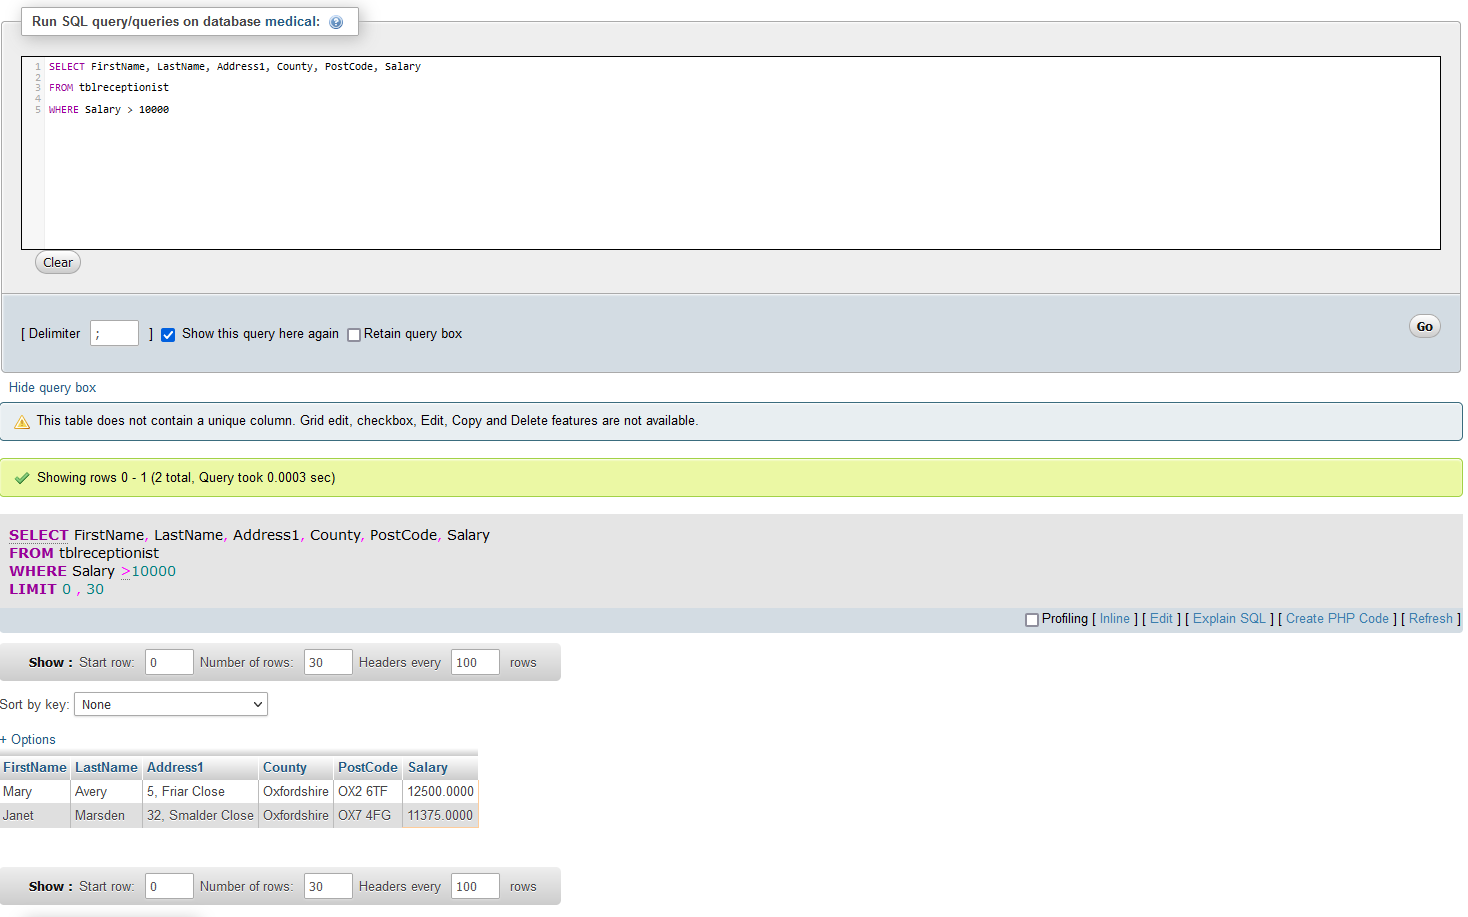 Run SQL query/queries on database medical:
1 SELECT FirstName, LastName, Address1, County, PostCode, Salary
2
3 FROM tblreceptionist
4
5 WHERE Salary > 10000
Clear
[ Delimiter ; ] Show this query here again Retain query box
Go
Hide query box
This table does not contain a unique column. Grid edit, checkbox, Edit, Copy and Delete features are not available.
Showing rows 0 - 1 (2 total, Query took 0.0003 sec)
SELECT FirstName, LastName, Address1, County, PostCode, Salary
FROM tblreceptionist
WHERE Salary >10000
LIMIT 0 , 30
Profiling [ Inline ] [ Edit ] [ Explain SQL ] [ Create PHP Code ] [ Refresh ]
Show : Start row: 0 Number of rows: 30 Headers every 100 rows
Sort by key: None
+ Options
FirstName LastName Address1 County PostCode Salary
Mary Avery 5, Friar Close Oxfordshire OX2 6TF 12500.0000
Janet Marsden 32, Smalder Close Oxfordshire OX7 4FG 11375.0000
Show : Start row: 0 Number of rows: 30 Headers every 100 rows